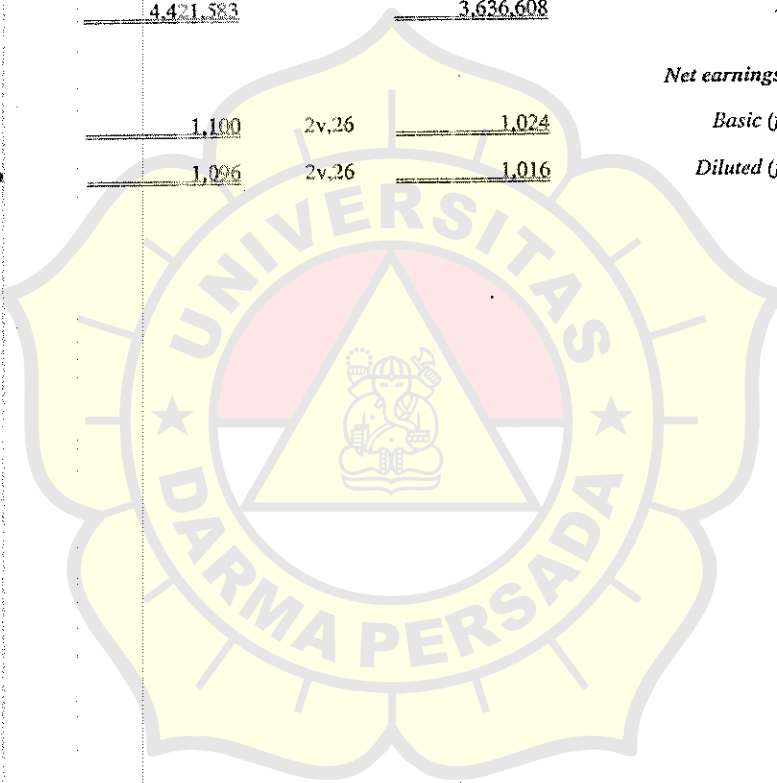 4,421,583 3,636,608
Net earnings
1,100 2v,26 1,024 Basic (
1,096 2v,26 1,016 Diluted (
UNIVERSITAS
DARMA PERSADA